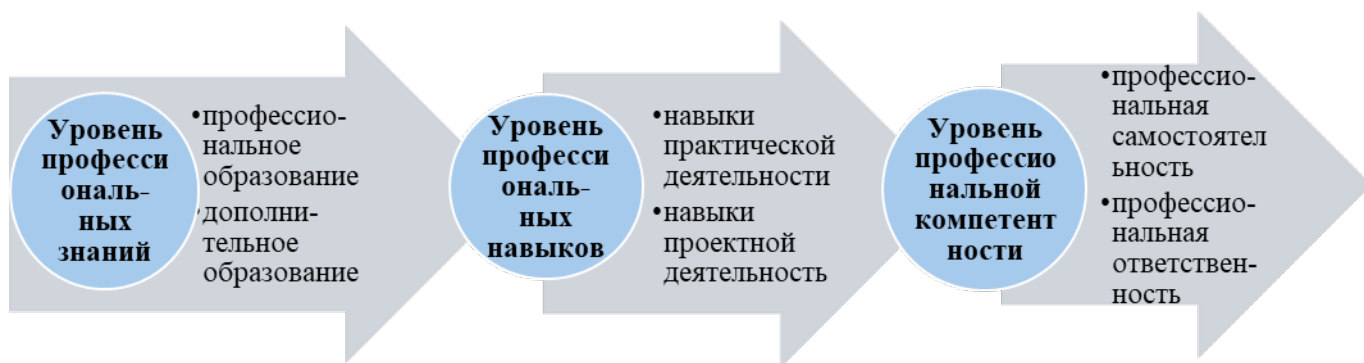 Уровень
професси
ональ-
ных
знаний
•профессио-
нальное
образование
•дополни-
тельное
образование
Уровень
професси
ональ-
ных
навыков
•навыки
практической
деятельности
•навыки
проектной
деятельность
Уровень
профессио
нальной
компетент
ности
•профессио-
нальная
самостоятел
ьность
•профессио-
нальная
ответствен-
ность